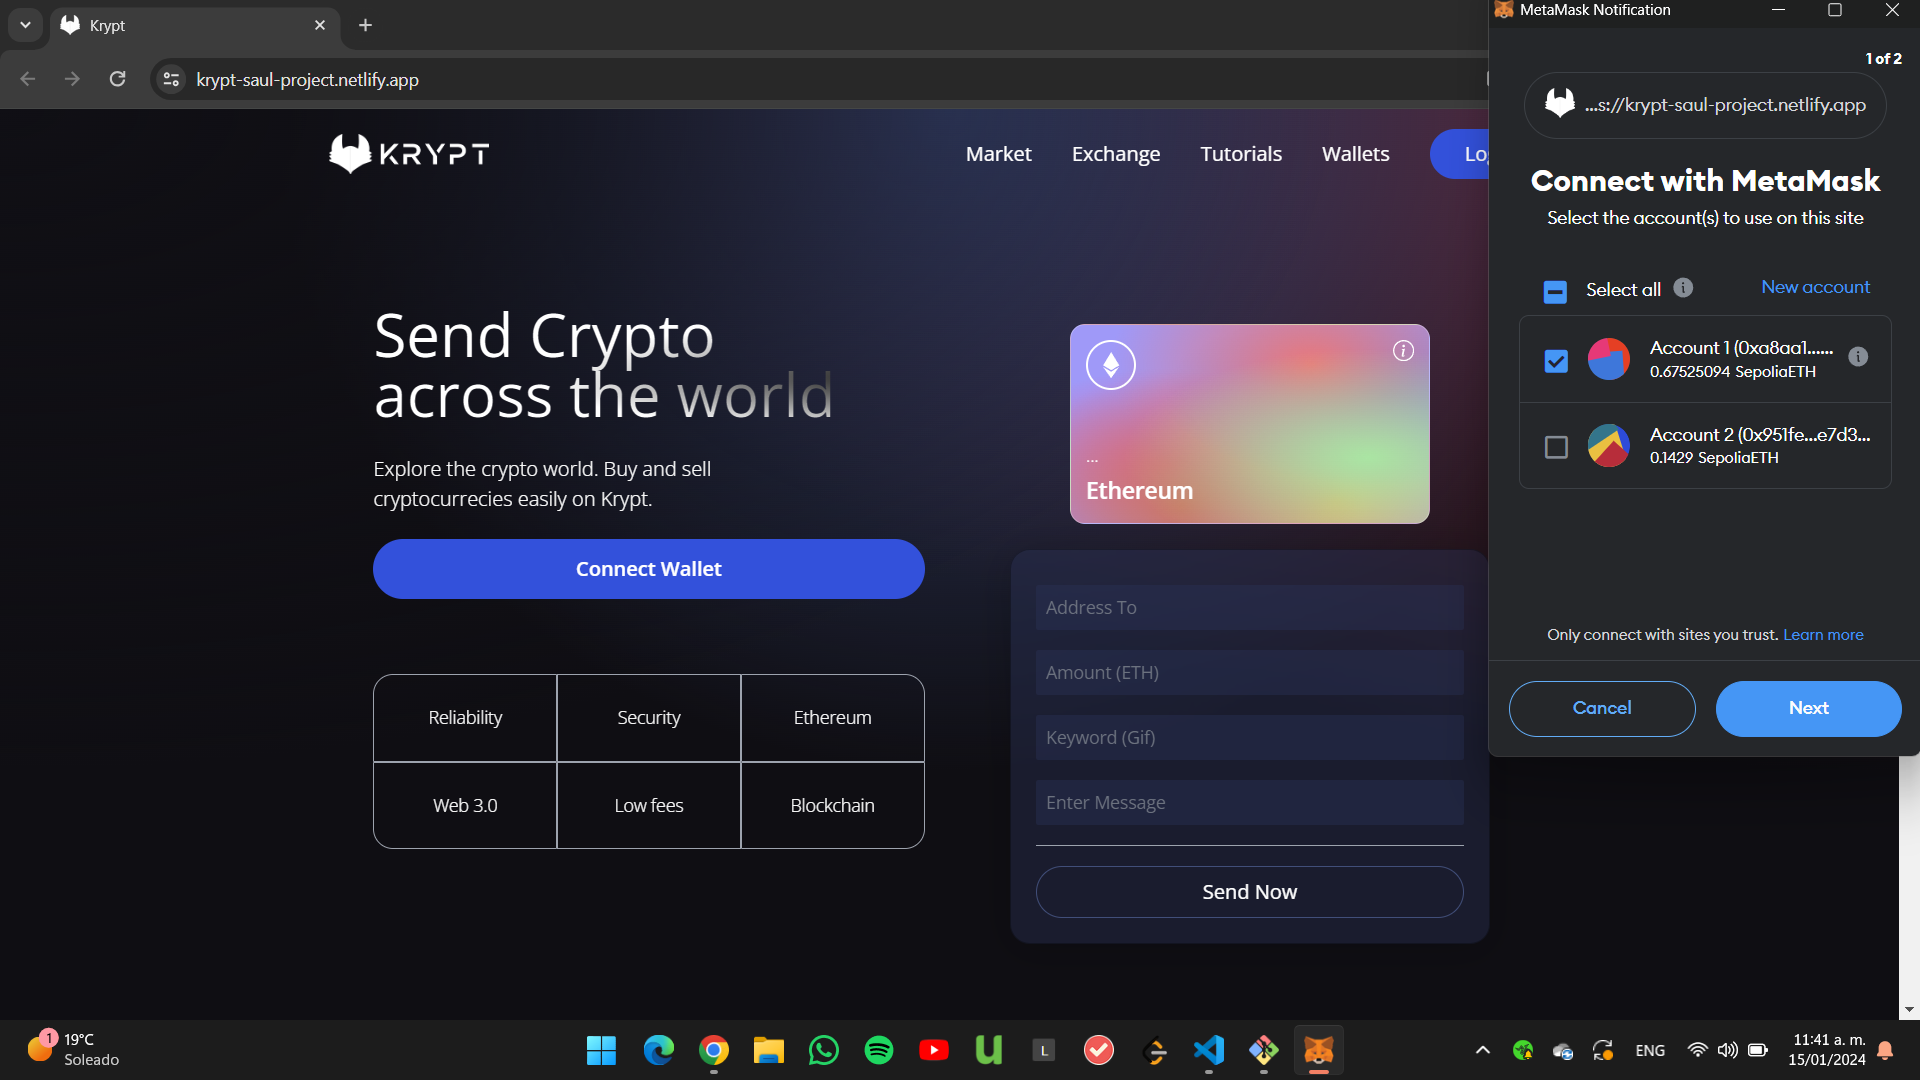 Krypt
krypt-saul-project.netlify.app
KRYPT
Market
Exchange
Tutorials
Wallets
Send Crypto
across the world
Explore the crypto world. Buy and sell
cryptocurrecies easily on Krypt.
Connect Wallet
Reliability
Security
Ethereum
Web 3.0
Low fees
Blockchain
...
Ethereum
Address To
Amount (ETH)
Keyword (Gif)
Enter Message
Send Now
MetaMask Notification
1 of 2
...s://krypt-saul-project.netlify.app
Connect with MetaMask
Select the account(s) to use on this site
Select all
New account
Account 1 (0xa8aa1......
0.67525094 SepoliaETH
Account 2 (0x951fe...e7d3...
0.1429 SepoliaETH
Only connect with sites you trust. Learn more
Cancel
Next
1
19°C
Soleado
L
ENG
11:41 a. m.
15/01/2024